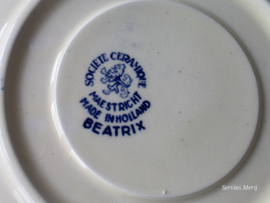 SOCIETE CERAMIQUE
MAESTRICHT
MADE IN HOLLAND
BEATRIX
Servies Merij